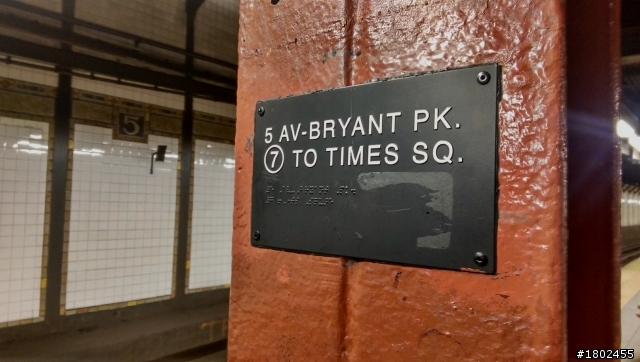 5 AV-BRYANT PK.
⑦ TO TIMES SQ.
5
#1802455